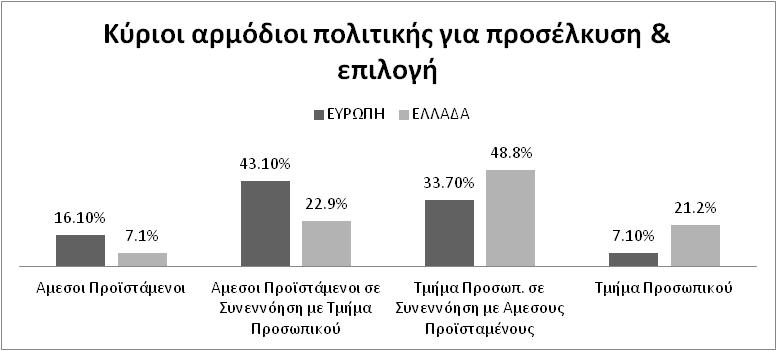 Κύριοι αρμόδιοι πολιτικής για προσέλκυση &
επιλογή
ΕΥΡΩΠΗ ΕΛΛΑΔΑ
16.10% 7.1% 43.10% 22.9% 33.70% 48.8% 7.10% 21.2%
Αμεσοι Προϊστάμενοι
Αμεσοι Προϊστάμενοι σε
Συνεννόηση με Τμήμα
Προσωπικού
Τμήμα Προσωπ. σε
Συνεννόηση με Αμεσους
Προϊσταμένους
Τμήμα Προσωπικού